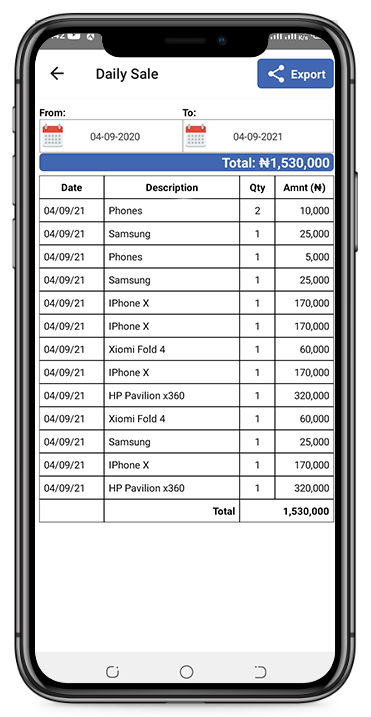 Daily Sale
Export
From: To:
04-09-2020 04-09-2021
Total: ₦1,530,000
Date Description Qty Amnt (₦)
04/09/21 Phones 2 10,000
04/09/21 Samsung 1 25,000
04/09/21 Phones 1 5,000
04/09/21 Samsung 1 25,000
04/09/21 IPhone X 1 170,000
04/09/21 IPhone X 1 170,000
04/09/21 Xiomi Fold 4 1 60,000
04/09/21 IPhone X 1 170,000
04/09/21 HP Pavilion x360 1 320,000
04/09/21 Xiomi Fold 4 1 60,000
04/09/21 Samsung 1 25,000
04/09/21 IPhone X 1 170,000
04/09/21 HP Pavilion x360 1 320,000
Total 1,530,000